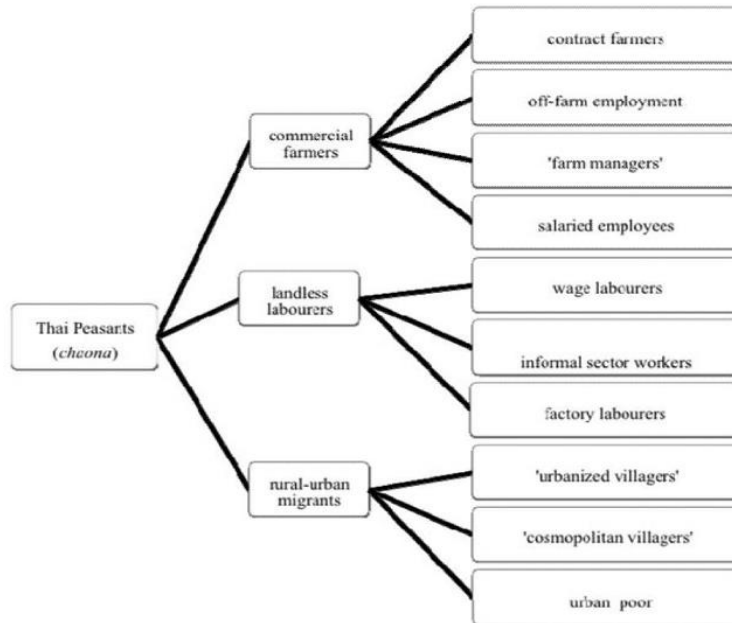 Thai Peasants
(chaona)
commercial
farmers
contract farmers
off-farm employment
'farm managers'
salaried employees
landless
labourers
wage labourers
informal sector workers
factory labourers
rural-urban
migrants
'urbanized villagers'
'cosmopolitan villagers'
urban poor